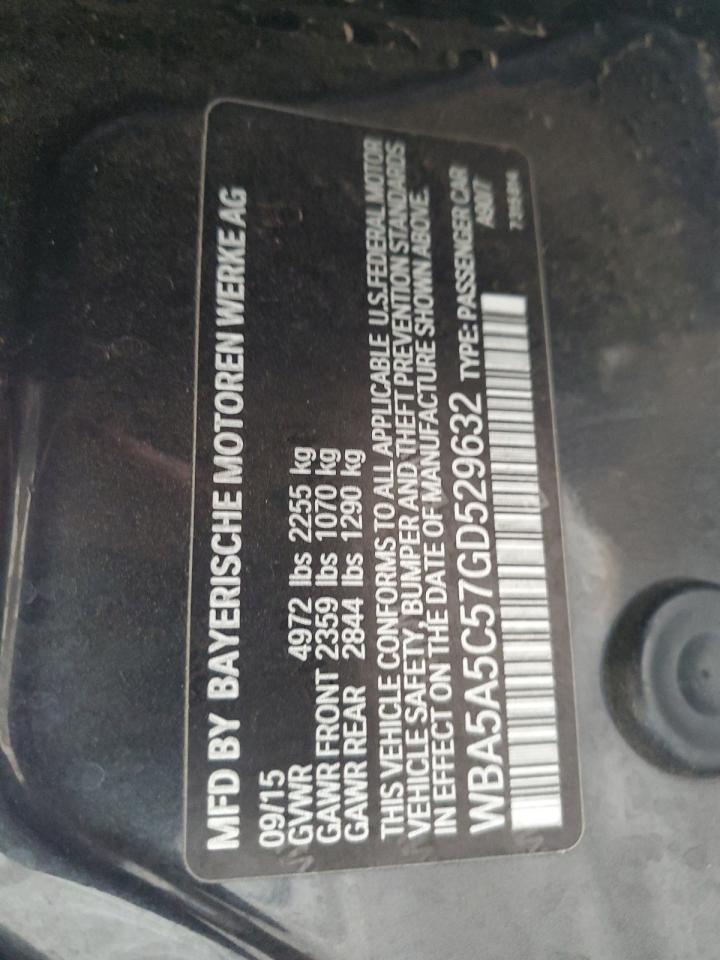 MFD BY BAYERISCHE MOTOREN WERKE AG
09/15
GVWR 4972 lbs 2255 kg
GAWR FRONT 2359 lbs 1070 kg
GAWR REAR 2844 lbs 1290 kg
THIS VEHICLE CONFORMS TO ALL APPLICABLE U.S.FEDERAL MOTOR
VEHICLE SAFETY, BUMPER AND THEFT PREVENTION STANDARDS
IN EFFECT ON THE DATE OF MANUFACTURE SHOWN ABOVE.
WBA5A5C57GD529632 TYPE: PASSENGER CAR
A907